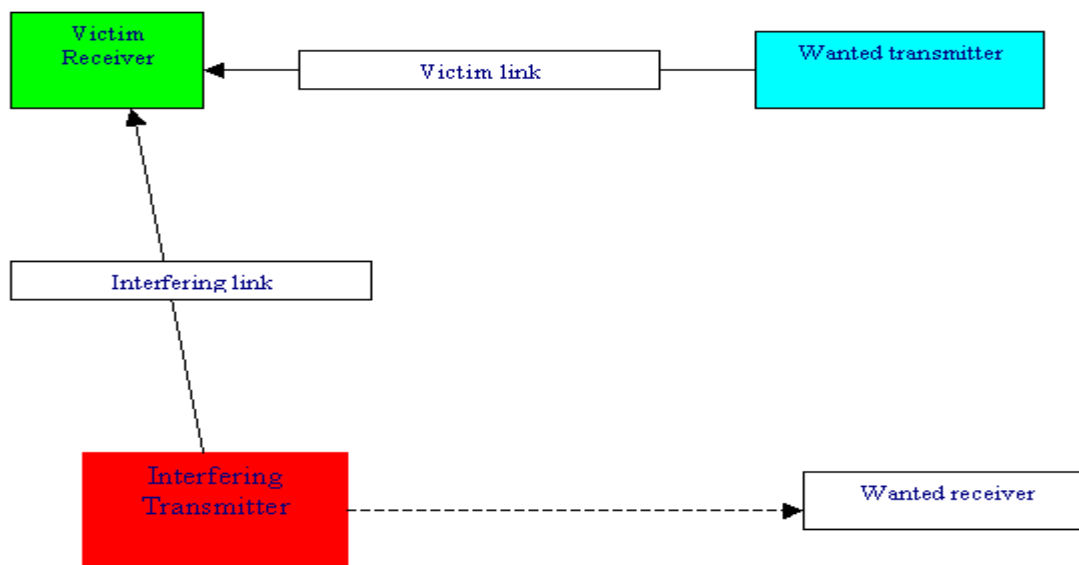 Victim
Receiver
Victim link
Wanted transmitter
Interfering link
Interfering
Transmitter
Wanted receiver